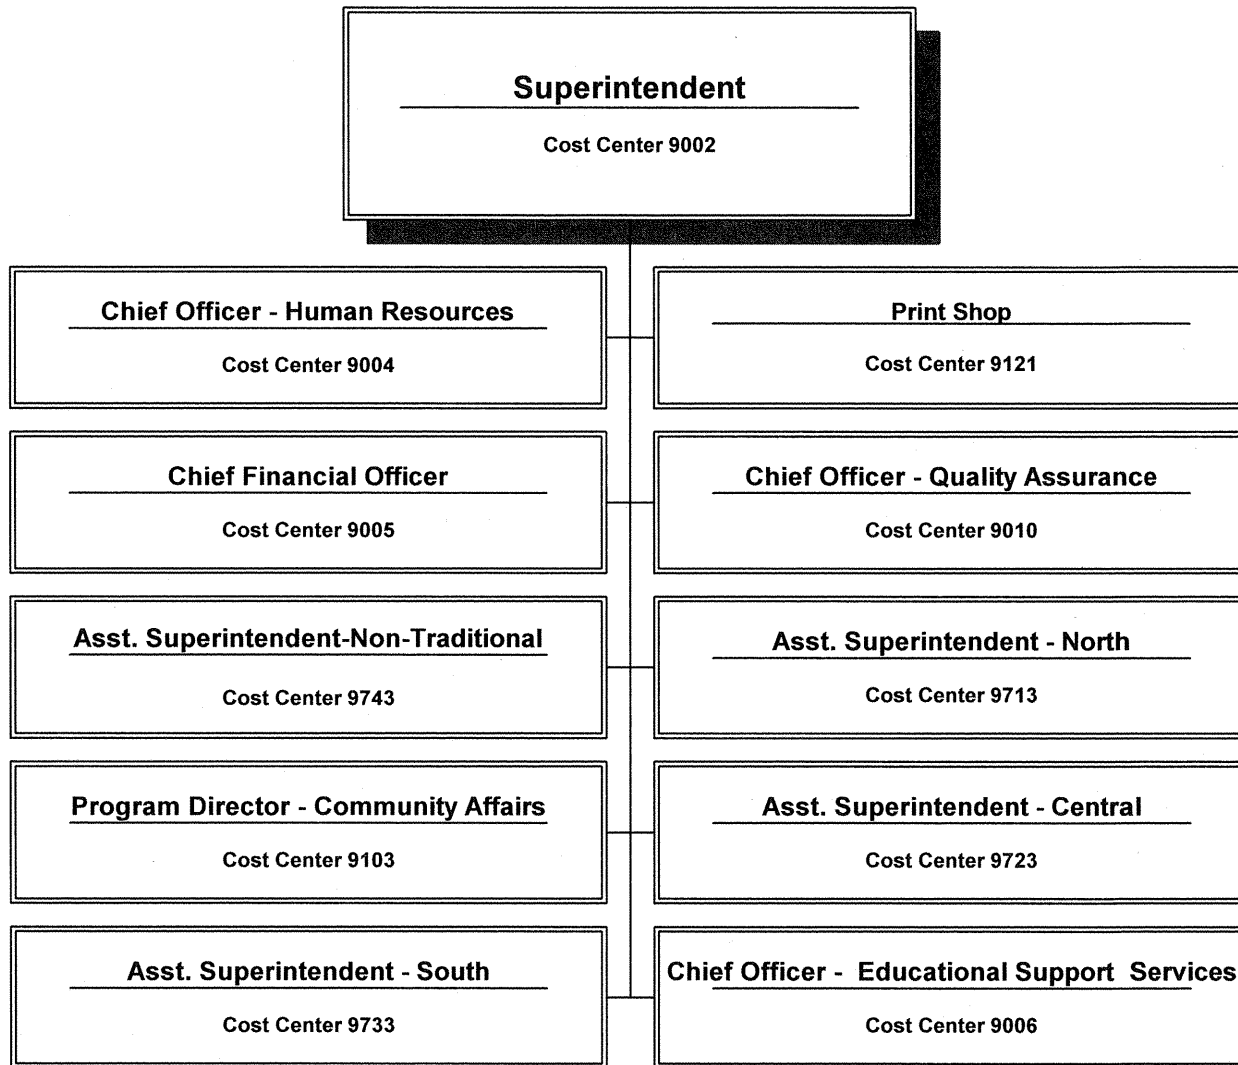 Superintendent
Cost Center 9002
Chief Officer - Human Resources
Cost Center 9004
Print Shop
Cost Center 9121
Chief Financial Officer
Cost Center 9005
Chief Officer - Quality Assurance
Cost Center 9010
Asst. Superintendent-Non-Traditional
Cost Center 9743
Asst. Superintendent - North
Cost Center 9713
Program Director - Community Affairs
Cost Center 9103
Asst. Superintendent - Central
Cost Center 9723
Asst. Superintendent - South
Cost Center 9733
Chief Officer -  Educational Support  Services
Cost Center 9006